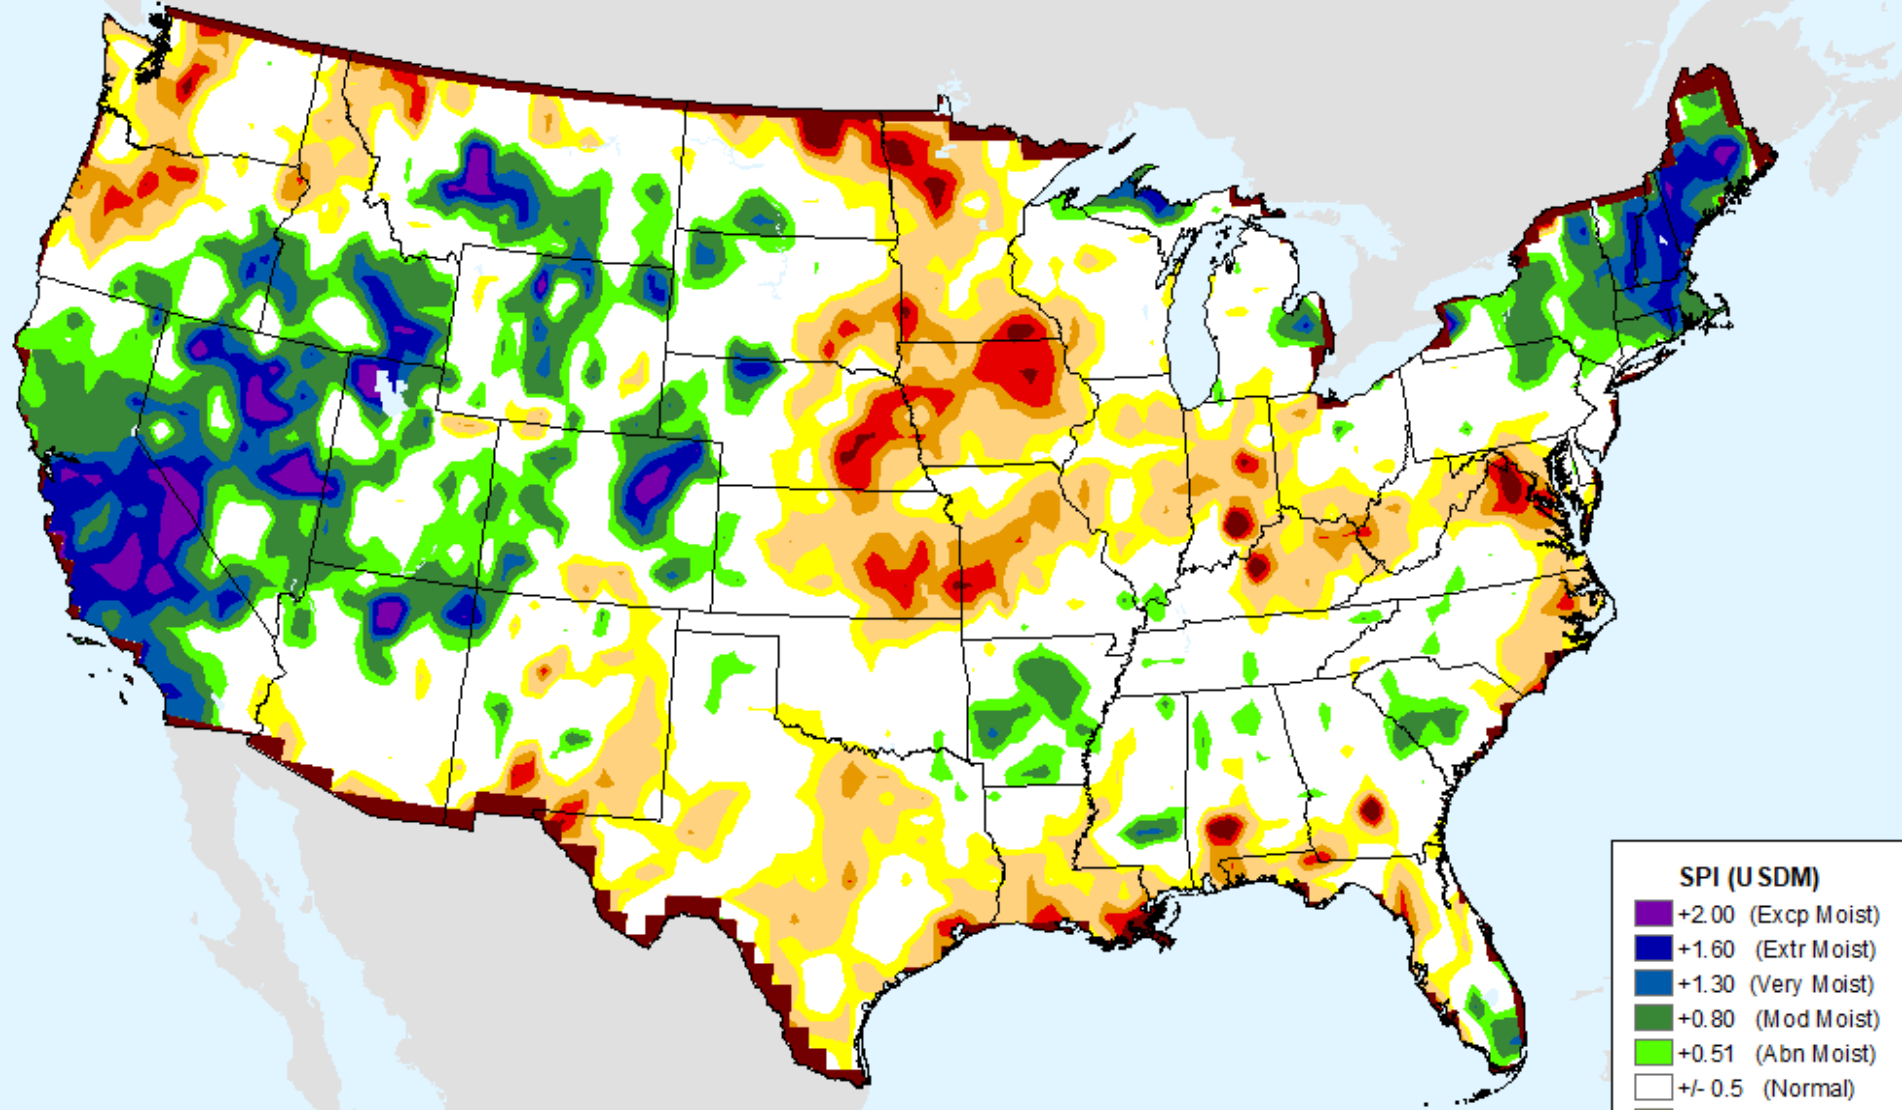 SPI (USDM)
+2.00 (Excp Moist)
+1.60 (Extr Moist)
+1.30 (Very Moist)
+0.80 (Mod Moist)
+0.51 (Abn Moist)
+/- 0.5 (Normal)